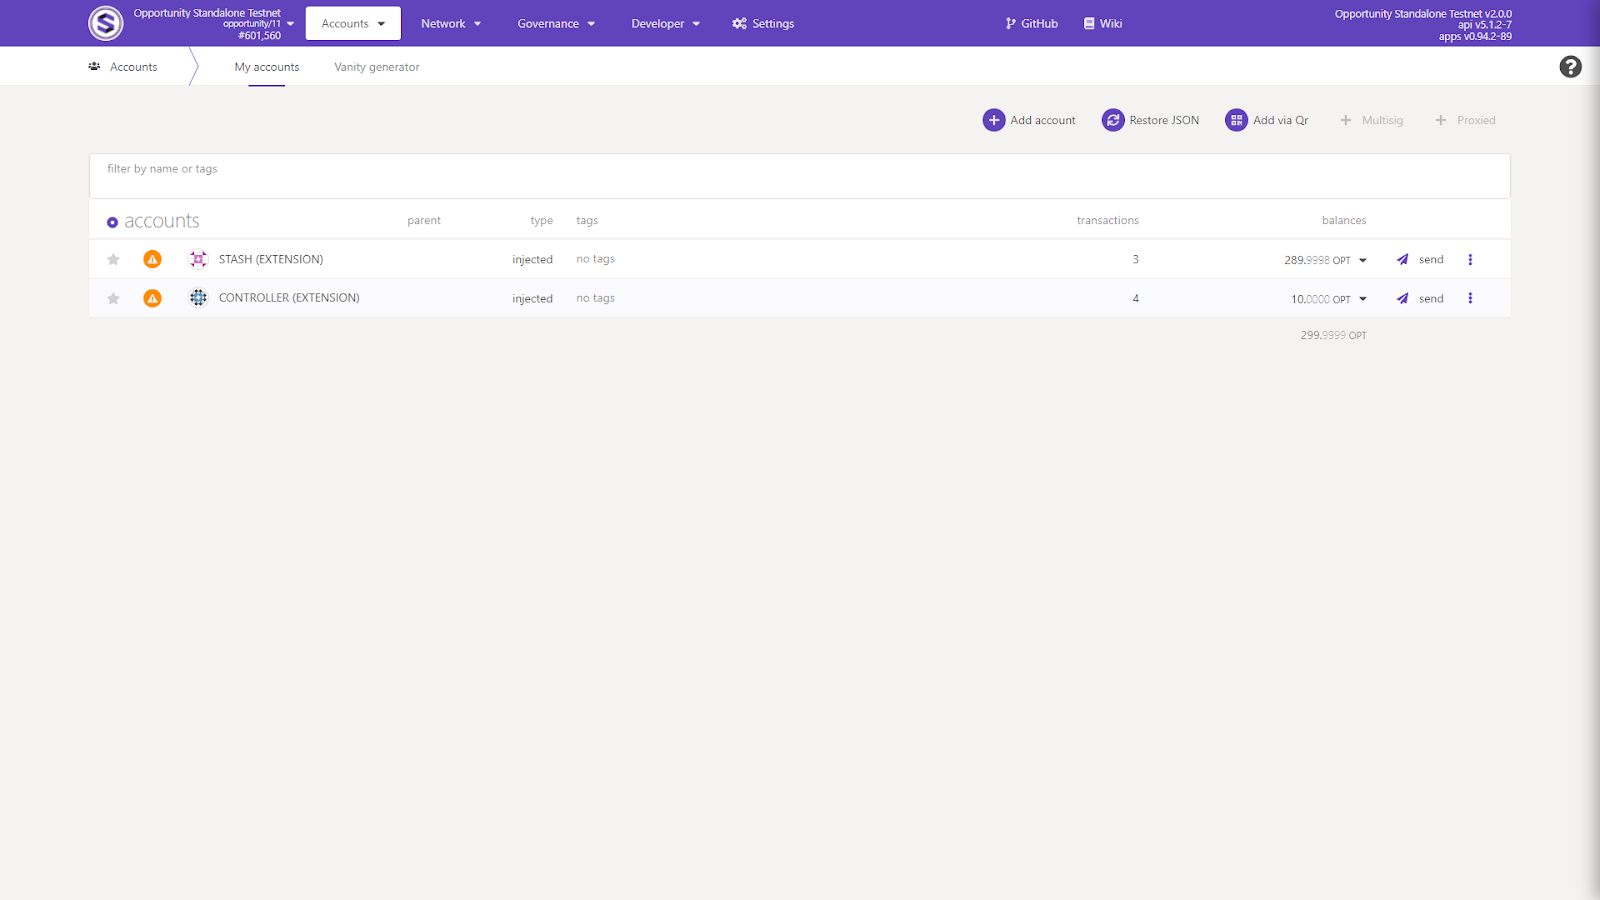 Opportunity Standalone Testnet
opportunity/11
#601,560
Accounts
Network
Governance
Developer
Settings
GitHub
Wiki
Opportunity Standalone Testnet v2.0.0
api v5.1.2-7
apps v0.94.2-89
Accounts
My accounts
Vanity generator
Add account
Restore JSON
Add via Qr
Multisig
Proxied
filter by name or tags
accounts parent type tags transactions balances
STASH (EXTENSION) injected no tags 3 289.9998 OPT send
CONTROLLER (EXTENSION) injected no tags 4 10.0000 OPT send
299.9999 OPT